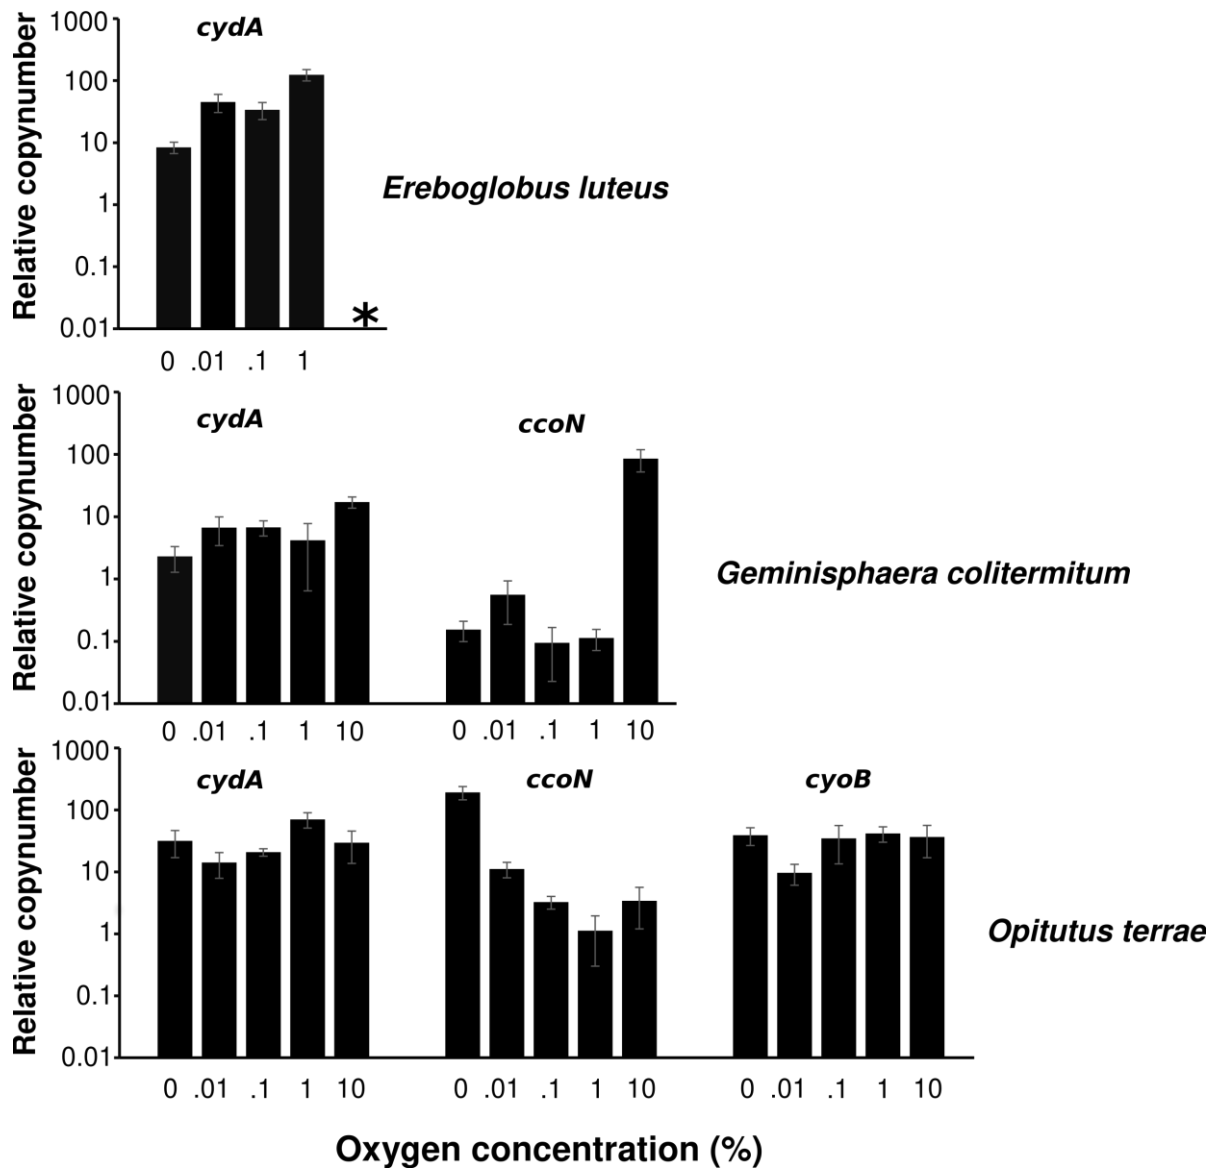 cydA
Relative copynumber
1000
100
10
1
0.1
0.01
*
0 .01 .1 1
Ereboglobus luteus
cydA ccoN
Relative copynumber
1000
100
10
1
0.1
0.01
0 .01 .1 1 10 0 .01 .1 1 10
Geminisphaera colitermitum
cydA ccoN cyoB
Relative copynumber
1000
100
10
1
0.1
0.01
0 .01 .1 1 10 0 .01 .1 1 10 0 .01 .1 1 10
Opitutus terrae
Oxygen concentration (%)